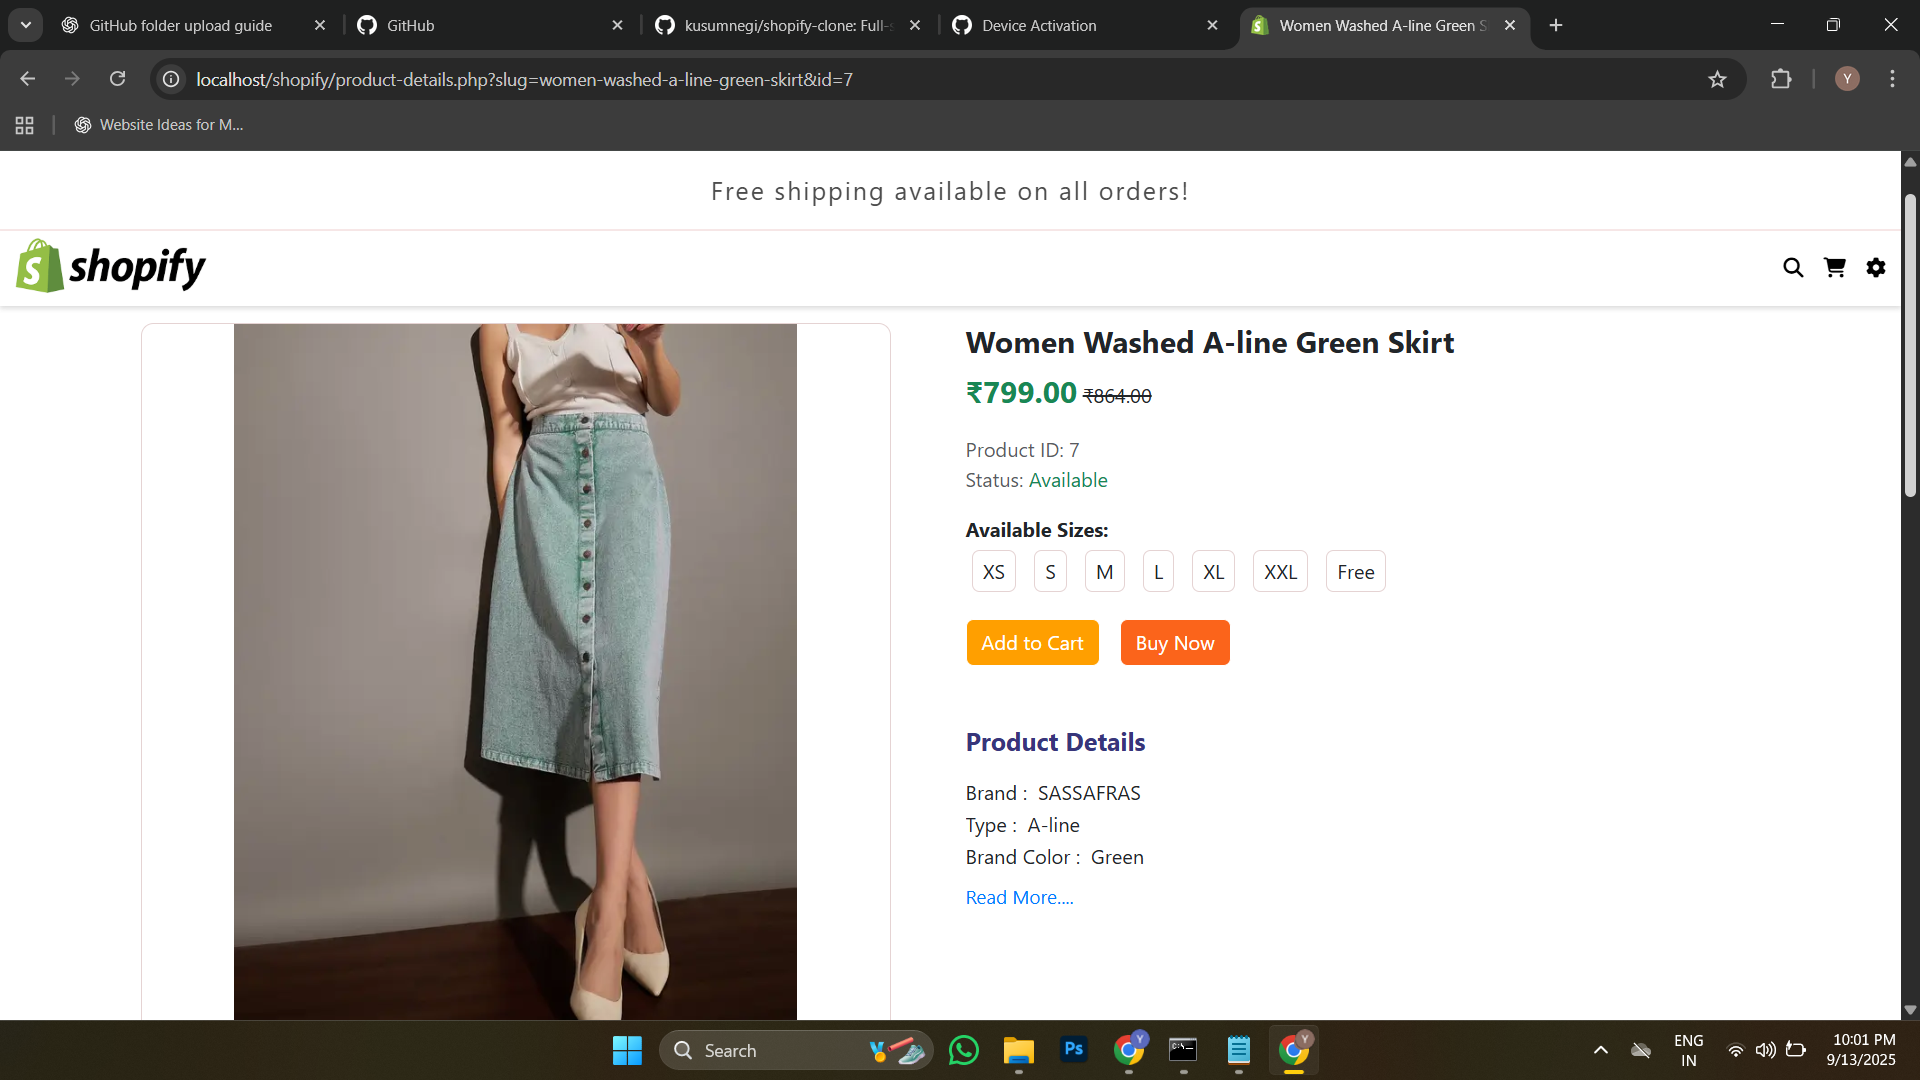 GitHub folder upload guide
GitHub
kusumnegi/shopify-clone: Full-s
Device Activation
Women Washed A-line Green S
localhost/shopify/product-details.php?slug=women-washed-a-line-green-skirt&id=7
Y
Website Ideas for M...
Free shipping available on all orders!
shopify
Women Washed A-line Green Skirt
₹799.00 ₹864.00
Product ID: 7
Status: Available
Available Sizes:
XS S M L XL XXL Free
Add to Cart Buy Now
Product Details
Brand : SASSAFRAS
Type : A-line
Brand Color : Green
Read More....
Search
Ps
Y
Y
ENG
IN
10:01 PM
9/13/2025